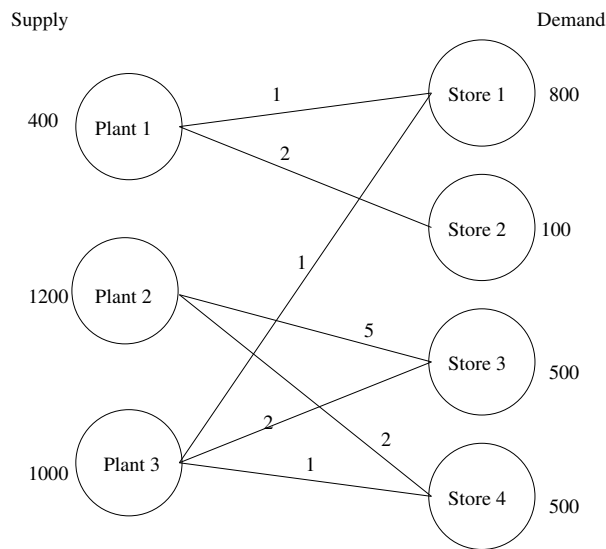 Supply
Demand
400
Plant 1
1
Store 1
800
2
Store 2
100
1
1200
Plant 2
5
Store 3
500
2
2
1000
Plant 3
1
Store 4
500